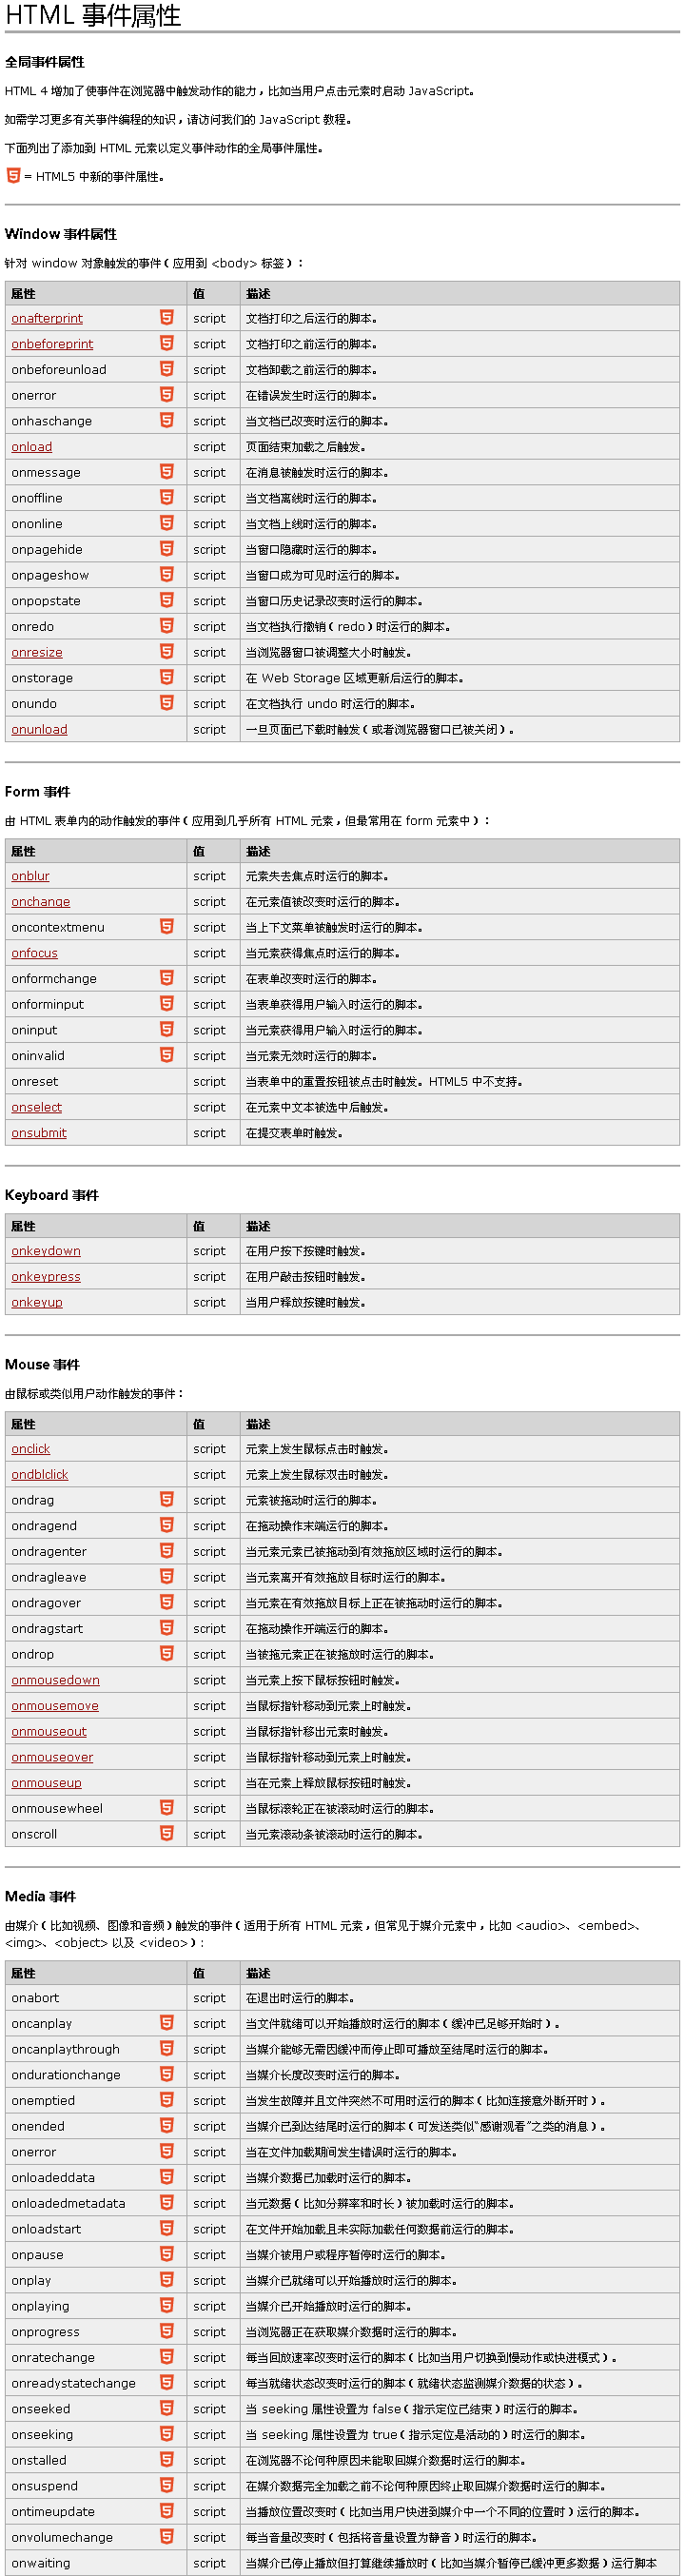 HTML 事件属性
全局事件属性
HTML 4 增加了使事件在浏览器中触发动作的能力，比如当用户点击元素时启动 JavaScript。
如需学习更多有关事件编程的知识，请访问我们的 JavaScript 教程。
下面列出了添加到 HTML 元素以定义事件动作的全局事件属性。
5 = HTML5 中新的事件属性。
Window 事件属性
针对 window 对象触发的事件（应用到 <body> 标签）：
属性 值 描述
onafterprint 5 script 文档打印之后运行的脚本。
onbeforeprint 5 script 文档打印之前运行的脚本。
onbeforeunload 5 script 文档卸载之前运行的脚本。
onerror 5 script 在错误发生时运行的脚本。
onhaschange 5 script 当文档已改变时运行的脚本。
onload script 页面结束加载之后触发。
onmessage 5 script 在消息被触发时运行的脚本。
onoffline 5 script 当文档离线时运行的脚本。
ononline 5 script 当文档上线时运行的脚本。
onpagehide 5 script 当窗口隐藏时运行的脚本。
onpageshow 5 script 当窗口成为可见时运行的脚本。
onpopstate 5 script 当窗口历史记录改变时运行的脚本。
onredo 5 script 当文档执行撤销（redo）时运行的脚本。
onresize 5 script 当浏览器窗口被调整大小时触发。
onstorage 5 script 在 Web Storage 区域更新后运行的脚本。
onundo 5 script 在文档执行 undo 时运行的脚本。
onunload script 一旦页面已下载时触发（或者浏览器窗口已被关闭）。
Form 事件
由 HTML 表单内的动作触发的事件（应用到几乎所有 HTML 元素，但最常用在 form 元素中）：
属性 值 描述
onblur script 元素失去焦点时运行的脚本。
onchange script 在元素值被改变时运行的脚本。
oncontextmenu 5 script 当上下文菜单被触发时运行的脚本。
onfocus script 当元素获得焦点时运行的脚本。
onformchange 5 script 在表单改变时运行的脚本。
onforminput 5 script 当表单获得用户输入时运行的脚本。
oninput 5 script 当元素获得用户输入时运行的脚本。
oninvalid 5 script 当元素无效时运行的脚本。
onreset script 当表单中的重置按钮被点击时触发。HTML5 中不支持。
onselect script 在元素中文本被选中后触发。
onsubmit script 在提交表单时触发。
Keyboard 事件
属性 值 描述
onkeydown script 在用户按下按键时触发。
onkeypress script 在用户敲击按钮时触发。
onkeyup script 当用户释放按键时触发。
Mouse 事件
由鼠标或类似用户动作触发的事件：
属性 值 描述
onclick script 元素上发生鼠标点击时触发。
ondblclick script 元素上发生鼠标双击时触发。
ondrag 5 script 元素被拖动时运行的脚本。
ondragend 5 script 在拖动操作末端运行的脚本。
ondragenter 5 script 当元素元素已被拖动到有效拖放区域时运行的脚本。
ondragleave 5 script 当元素离开有效拖放目标时运行的脚本。
ondragover 5 script 当元素在有效拖放目标上正在被拖动时运行的脚本。
ondragstart 5 script 在拖动操作开端运行的脚本。
ondrop 5 script 当被拖元素正在被拖放时运行的脚本。
onmousedown script 当元素上按下鼠标按钮时触发。
onmousemove script 当鼠标指针移动到元素上时触发。
onmouseout script 当鼠标指针移出元素时触发。
onmouseover script 当鼠标指针移动到元素上时触发。
onmouseup script 当在元素上释放鼠标按钮时触发。
onmousewheel 5 script 当鼠标滚轮正在被滚动时运行的脚本。
onscroll 5 script 当元素滚动条被滚动时运行的脚本。
Media 事件
由媒介（比如视频、图像和音频）触发的事件（适用于所有 HTML 元素，但常见于媒介元素中，比如 <audio>、<embed>、
<img>、<object> 以及 <video>）:
属性 值 描述
onabort script 在退出时运行的脚本。
oncanplay 5 script 当文件就绪可以开始播放时运行的脚本（缓冲已足够开始时）。
oncanplaythrough 5 script 当媒介能够无需因缓冲而停止即可播放至结尾时运行的脚本。
ondurationchange 5 script 当媒介长度改变时运行的脚本。
onemptied 5 script 当发生故障并且文件突然不可用时运行的脚本（比如连接意外断开时）。
onended 5 script 当媒介已到达结尾时运行的脚本（可发送类似“感谢观看”之类的消息）。
onerror 5 script 当在文件加载期间发生错误时运行的脚本。
onloadeddata 5 script 当媒介数据已加载时运行的脚本。
onloadedmetadata 5 script 当元数据（比如分辨率和时长）被加载时运行的脚本。
onloadstart 5 script 在文件开始加载且未实际加载任何数据前运行的脚本。
onpause 5 script 当媒介被用户或程序暂停时运行的脚本。
onplay 5 script 当媒介已就绪可以开始播放时运行的脚本。
onplaying 5 script 当媒介已开始播放时运行的脚本。
onprogress 5 script 当浏览器正在获取媒介数据时运行的脚本。
onratechange 5 script 每当回放速率改变时运行的脚本（比如当用户切换到慢动作或快进模式）。
onreadystatechange 5 script 每当就绪状态改变时运行的脚本（就绪状态监测媒介数据的状态）。
onseeked 5 script 当 seeking 属性设置为 false（指示定位已结束）时运行的脚本。
onseeking 5 script 当 seeking 属性设置为 true（指示定位是活动的）时运行的脚本。
onstalled 5 script 在浏览器不论何种原因未能取回媒介数据时运行的脚本。
onsuspend 5 script 在媒介数据完全加载之前不论何种原因终止取回媒介数据时运行的脚本。
ontimeupdate 5 script 当播放位置改变时（比如当用户快进到媒介中一个不同的位置时）运行的脚本。
onvolumechange 5 script 每当音量改变时（包括将音量设置为静音）时运行的脚本。
onwaiting script 当媒介已停止播放但打算继续播放时（比如当媒介暂停已缓冲更多数据）运行脚本